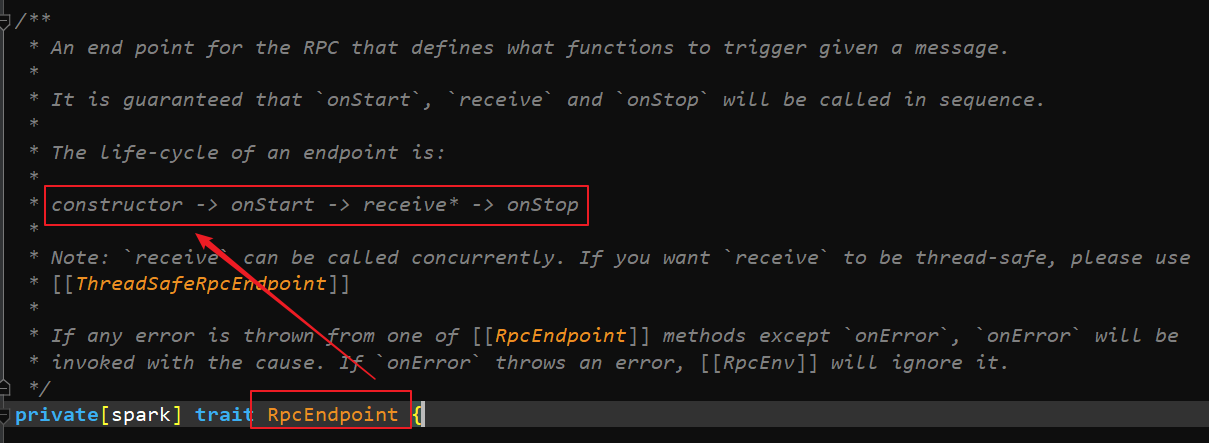 /**
* An end point for the RPC that defines what functions to trigger given a message.
*
* It is guaranteed that `onStart`, `receive` and `onStop` will be called in sequence.
*
* The life-cycle of an endpoint is:
*
* constructor -> onStart -> receive* -> onStop
*
* Note: `receive` can be called concurrently. If you want `receive` to be thread-safe, please use
* [[ThreadSafeRpcEndpoint]]
*
* If any error is thrown from one of [[RpcEndpoint]] methods except `onError`, `onError` will be
* invoked with the cause. If `onError` throws an error, [[RpcEnv]] will ignore it.
*/
private[spark] trait RpcEndpoint {